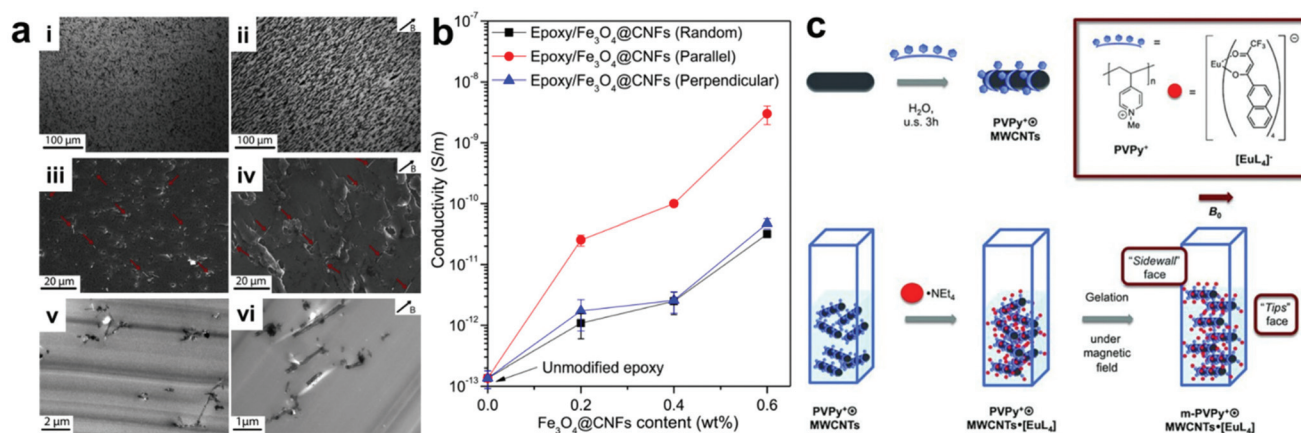 a
i
100 µm
ii
B
100 µm
iii
20 µm
iv
B
20 µm
v
2 µm
vi
B
1µm
b
Epoxy/Fe₃O₄@CNFs (Random)
Epoxy/Fe₃O₄@CNFs (Parallel)
Epoxy/Fe₃O₄@CNFs (Perpendicular)
Conductivity (S/m)
10⁻⁷
10⁻⁸
10⁻⁹
10⁻¹⁰
10⁻¹¹
10⁻¹²
10⁻¹³
Unmodified epoxy
0.0
0.2
0.4
0.6
Fe₃O₄@CNFs content (wt%)
c
H₂O,
u.s. 3h
PVPy⁺⊙
MWCNTs
=
n
N
⊕
Me
PVPy⁺
=
CF₃
O
Eu
O
4
⊖
[EuL₄]⁻
B₀
•NEt₄
Gelation
under
magnetic
field
"Sidewall"
face
"Tips"
face
PVPy⁺⊙
MWCNTs
PVPy⁺⊙
MWCNTs•[EuL₄]
m-PVPy⁺⊙
MWCNTs•[EuL₄]